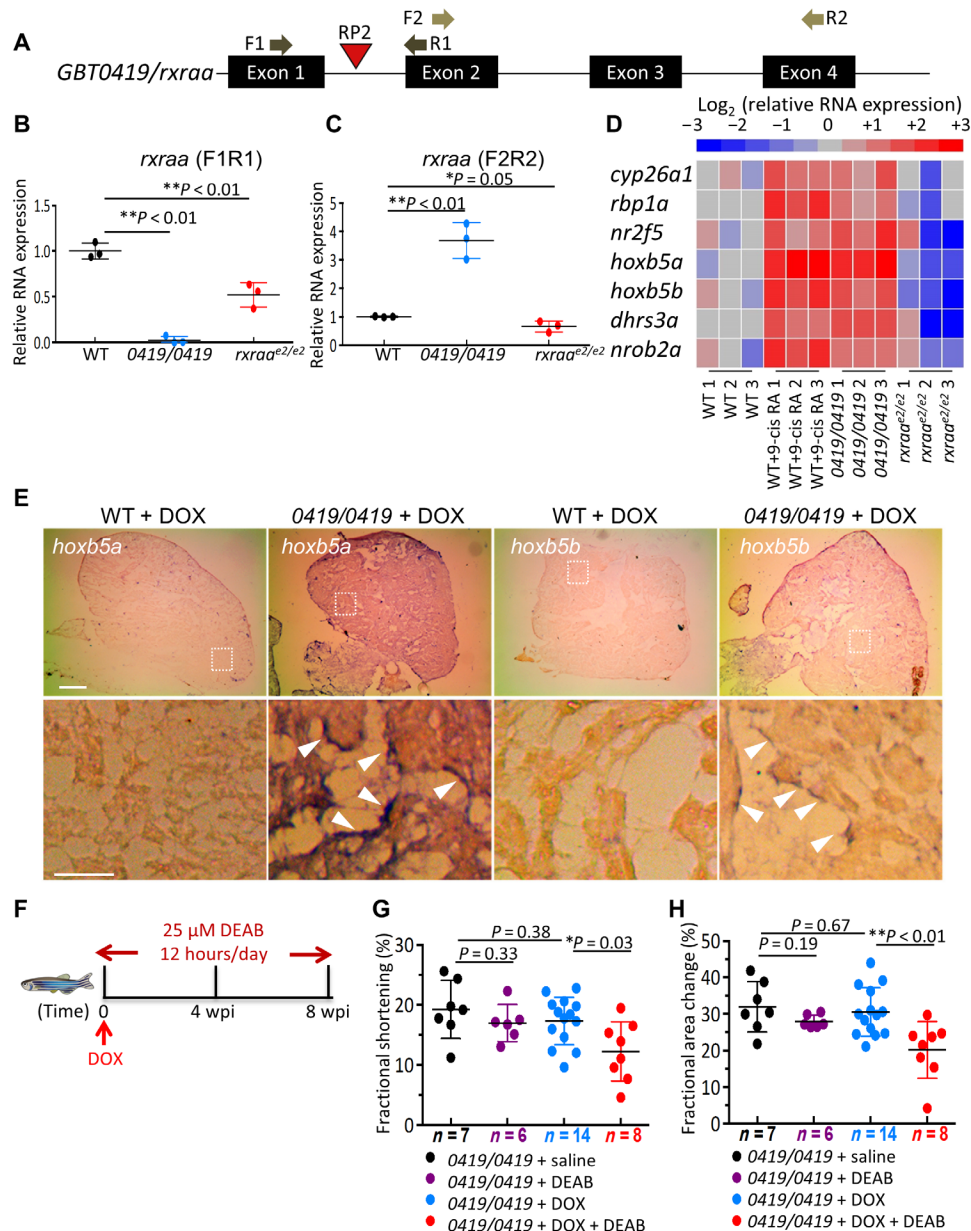 A
F1
RP2
F2
R1
R2
GBT0419/rxraa
Exon 1
Exon 2
Exon 3
Exon 4
B
rxraa (F1R1)
**P < 0.01
**P < 0.01
Relative RNA expression
1.5
1.0
0.5
0.0
WT
0419/0419
rxraa^e2/e2
C
rxraa (F2R2)
*P = 0.05
**P < 0.01
Relative RNA expression
5
4
3
2
1
0
WT
0419/0419
rxraa^e2/e2
D
Log₂ (relative RNA expression)
−3 −2 −1 0 +1 +2 +3
cyp26a1
rbp1a
nr2f5
hoxb5a
hoxb5b
dhrs3a
nrob2a
WT 1
WT 2
WT 3
WT+9-cis RA 1
WT+9-cis RA 2
WT+9-cis RA 3
0419/0419 1
0419/0419 2
0419/0419 3
rxraa^e2/e2 1
rxraa^e2/e2 2
rxraa^e2/e2 3
E
WT + DOX
0419/0419 + DOX
WT + DOX
0419/0419 + DOX
hoxb5a
hoxb5a
hoxb5b
hoxb5b
F
25 μM DEAB
12 hours/day
(Time)
0
4 wpi
8 wpi
DOX
G
P = 0.38
*P = 0.03
P = 0.33
Fractional shortening (%)
30
20
10
0
n = 7
n = 6
n = 14
n = 8
0419/0419 + saline
0419/0419 + DEAB
0419/0419 + DOX
0419/0419 + DOX + DEAB
H
P = 0.67
**P < 0.01
P = 0.19
Fractional area change (%)
50
40
30
20
10
0
n = 7
n = 6
n = 14
n = 8
0419/0419 + saline
0419/0419 + DEAB
0419/0419 + DOX
0419/0419 + DOX + DEAB